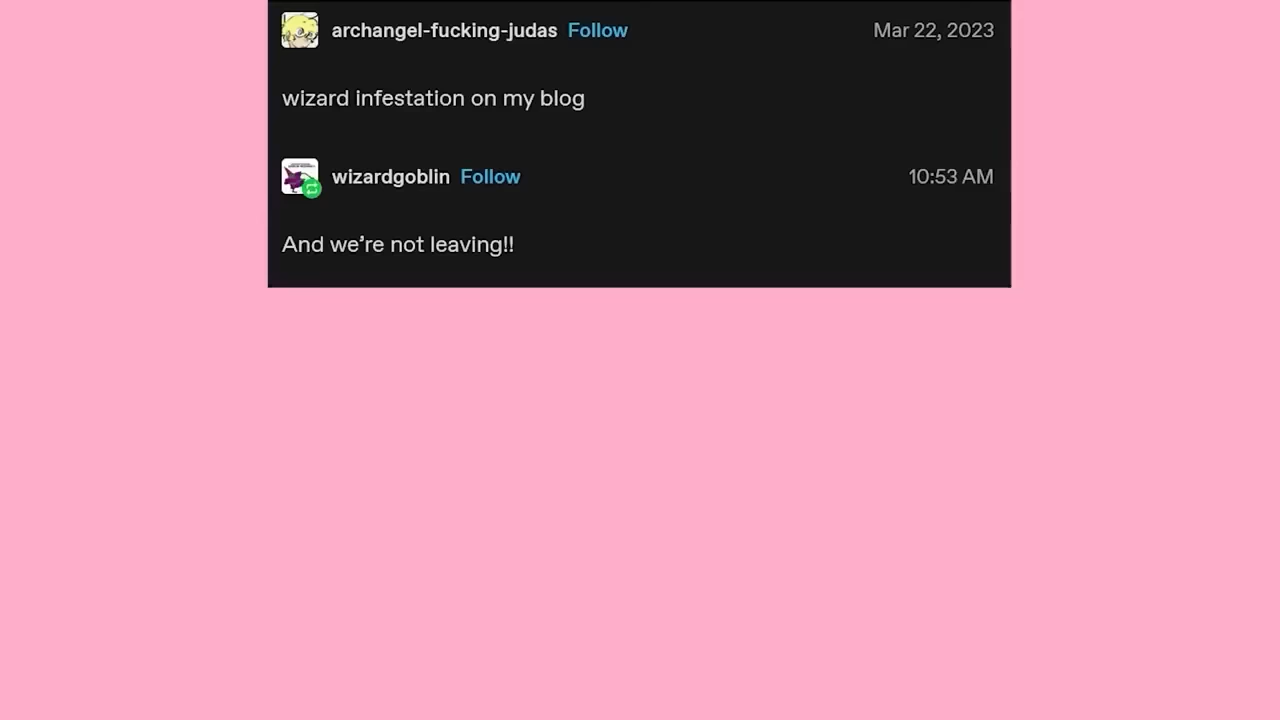 archangel-fucking-judas Follow Mar 22, 2023
wizard infestation on my blog
wizardgoblin Follow 10:53 AM
And we’re not leaving!!